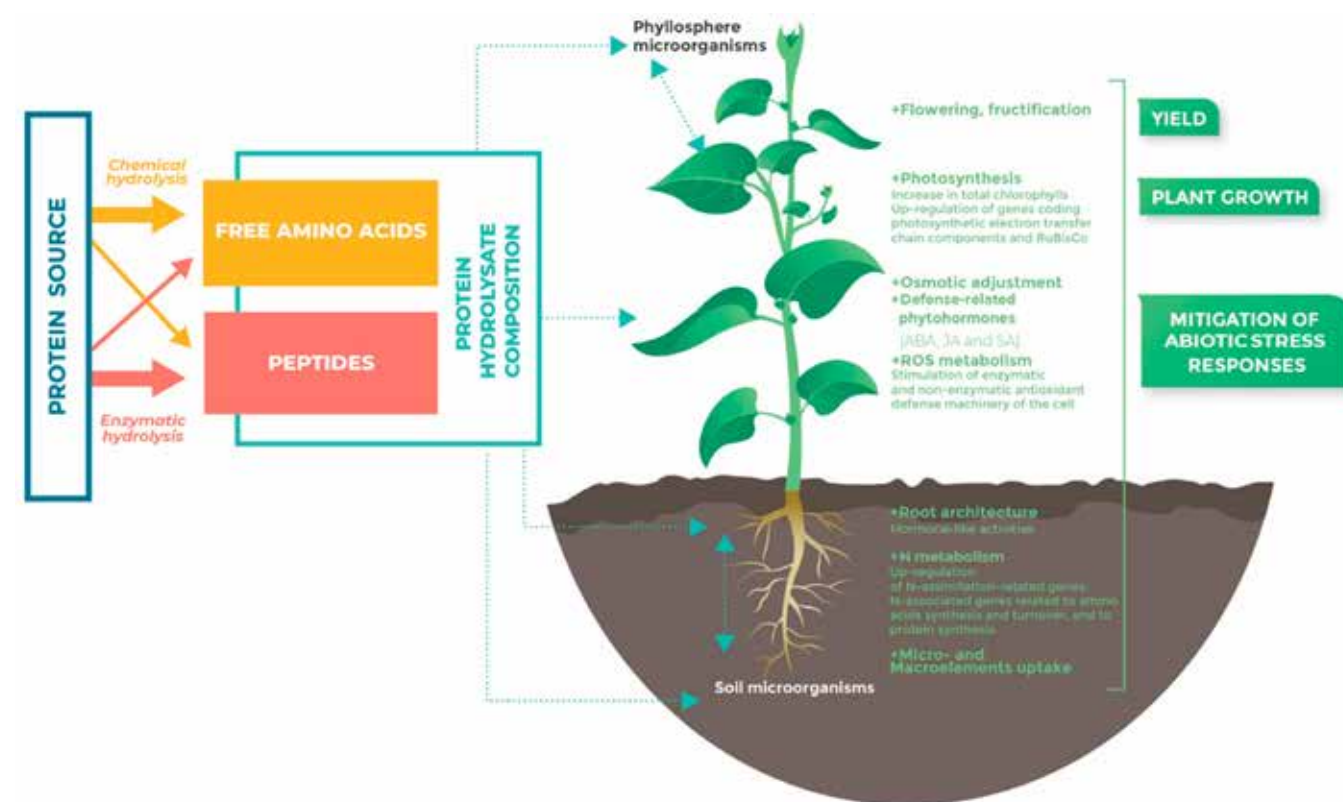 PROTEIN SOURCE
Chemical
hydrolysis
Enzymatic
hydrolysis
FREE AMINO ACIDS
PEPTIDES
PROTEIN
HYDROLYSATE
COMPOSITION
Phyllosphere
microorganisms
+Flowering, fructification
+Photosynthesis
Increase in total chlorophylls
Up-regulation of genes coding
photosynthetic electron transfer
chain components and RuBisCo
+Osmotic adjustment
+Defense-related
phytohormones
(ABA, JA and SA)
+ROS metabolism
Stimulation of enzymatic
and non-enzymatic antioxidant
defense machinery of the cell
+Root architecture
Hormonal-like activities
+N metabolism
Up-regulation
of N-assimilation-related genes,
N-associated genes related to amino
acids synthesis and turnover, and to
protein synthesis
+Micro- and
Macroelements uptake
Soil microorganisms
YIELD
PLANT GROWTH
MITIGATION OF
ABIOTIC STRESS
RESPONSES